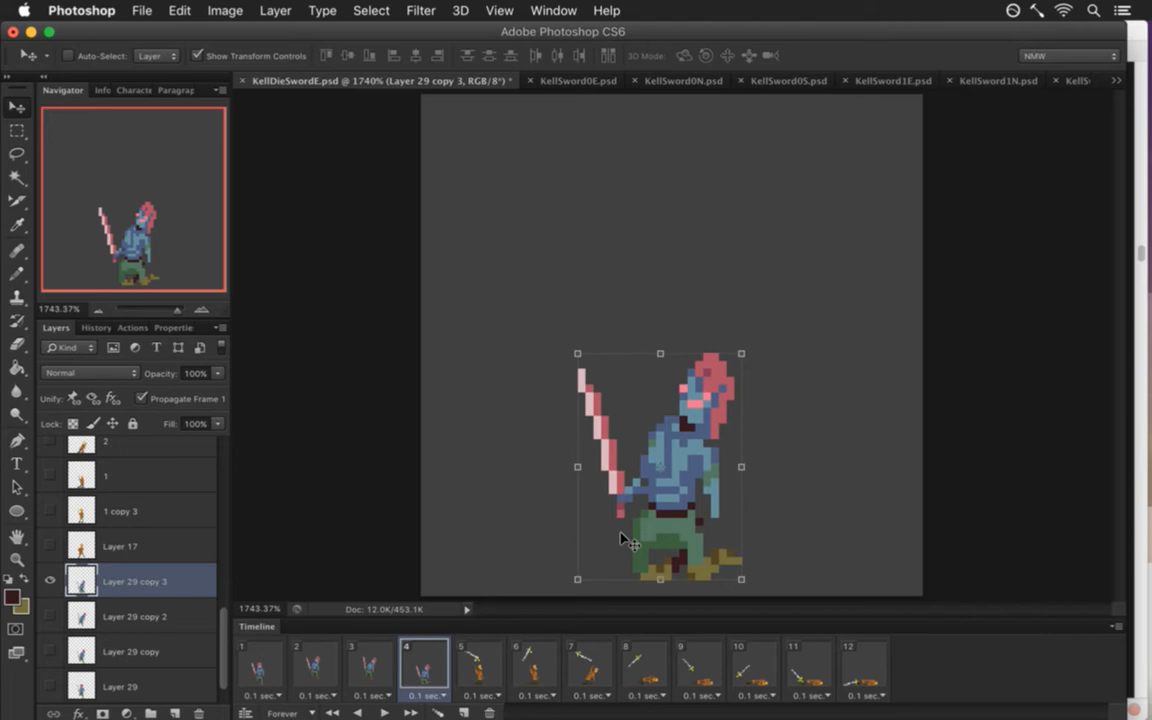 Photoshop File Edit Image Layer Type Select Filter 3D View Window Help
Adobe Photoshop CS6
Auto-Select: Layer Show Transform Controls 3D Mode: NMW
KellDieSwordE.psd @ 1740% (Layer 29 copy 3, RGB/8*) * KellSword0E.psd KellSword0N.psd KellSword0S.psd KellSword1E.psd KellSword1N.psd KellS
Navigator Info Characte Paragrap
1743.37%
Layers History Actions Propertie
Kind
Normal Opacity: 100%
Unify: Propagate Frame 1
Lock: Fill: 100%
2
1
1 copy 3
Layer 17
Layer 29 copy 3
Layer 29 copy 2
Layer 29 copy
Layer 29
1743.37% Doc: 12.0K/453.1K
Timeline
1 2 3 4 5 6 7 8 9 10 11 12
0.1 sec. 0.1 sec. 0.1 sec. 0.1 sec. 0.1 sec. 0.1 sec. 0.1 sec. 0.1 sec. 0.1 sec. 0.1 sec. 0.1 sec. 0.1 sec.
Forever